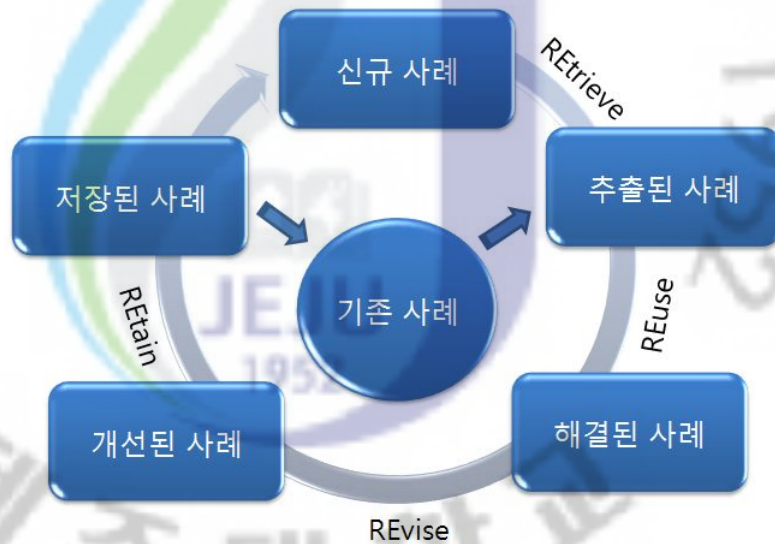 신규 사례
REtrieve
추출된 사례
REuse
해결된 사례
REvise
개선된 사례
REtain
저장된 사례
기존 사례
JEJU
1952
1952